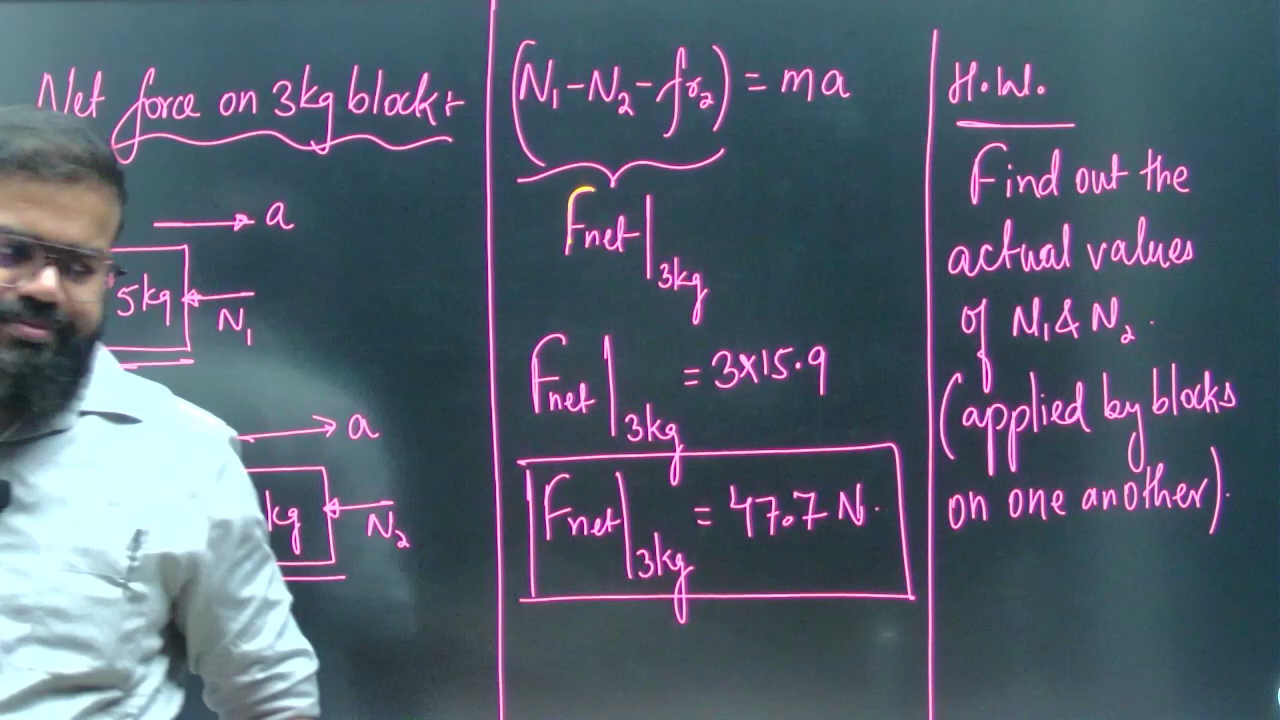 Net force on 3kg block:-
a
5kg
N₁
a
kg
N₂
(N₁-N₂-fr₂) = ma
Fnet|3kg
Fnet|3kg = 3×15.9
Fnet|3kg = 47.7 N.
H.W.
Find out the
actual values
of N₁ & N₂.
(applied by blocks
on one another).